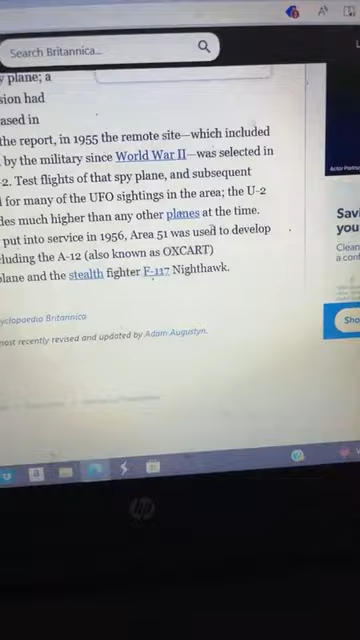 Search Britannica...
y plane; a
sion had
ased in
the report, in 1955 the remote site—which included
by the military since World War II—was selected in
-2. Test flights of that spy plane, and subsequent
for many of the UFO sightings in the area; the U-2
des much higher than any other planes at the time.
put into service in 1956, Area 51 was used to develop
cluding the A-12 (also known as OXCART)
plane and the stealth fighter F-117 Nighthawk.
yclopaedia Britannica
most recently revised and updated by Adam Augustyn.
Savi
you
Clean
a con
Sho
hp